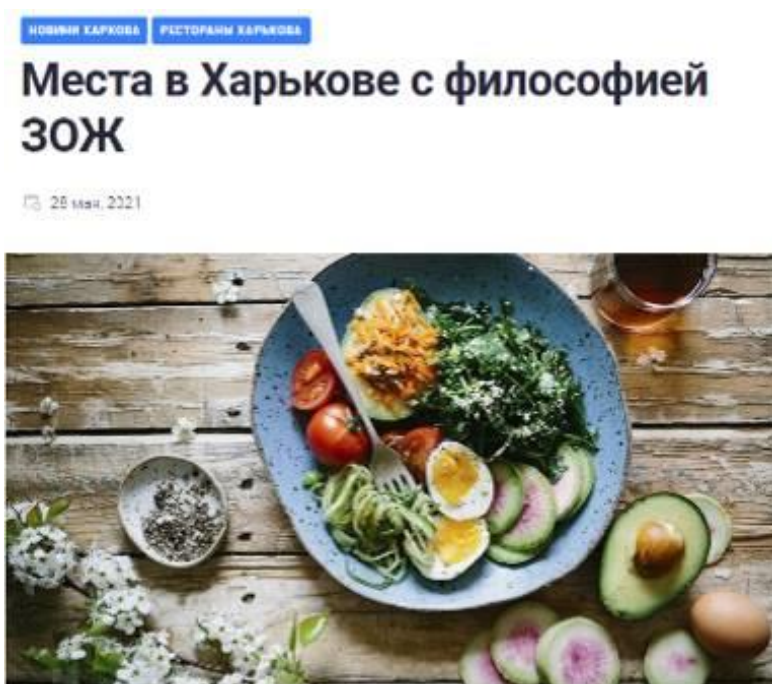 НОВИНИ ХАРКОВА РЕСТОРАНЫ ХАРЬКОВА
Места в Харькове с философией
ЗОЖ
28 мая, 2021